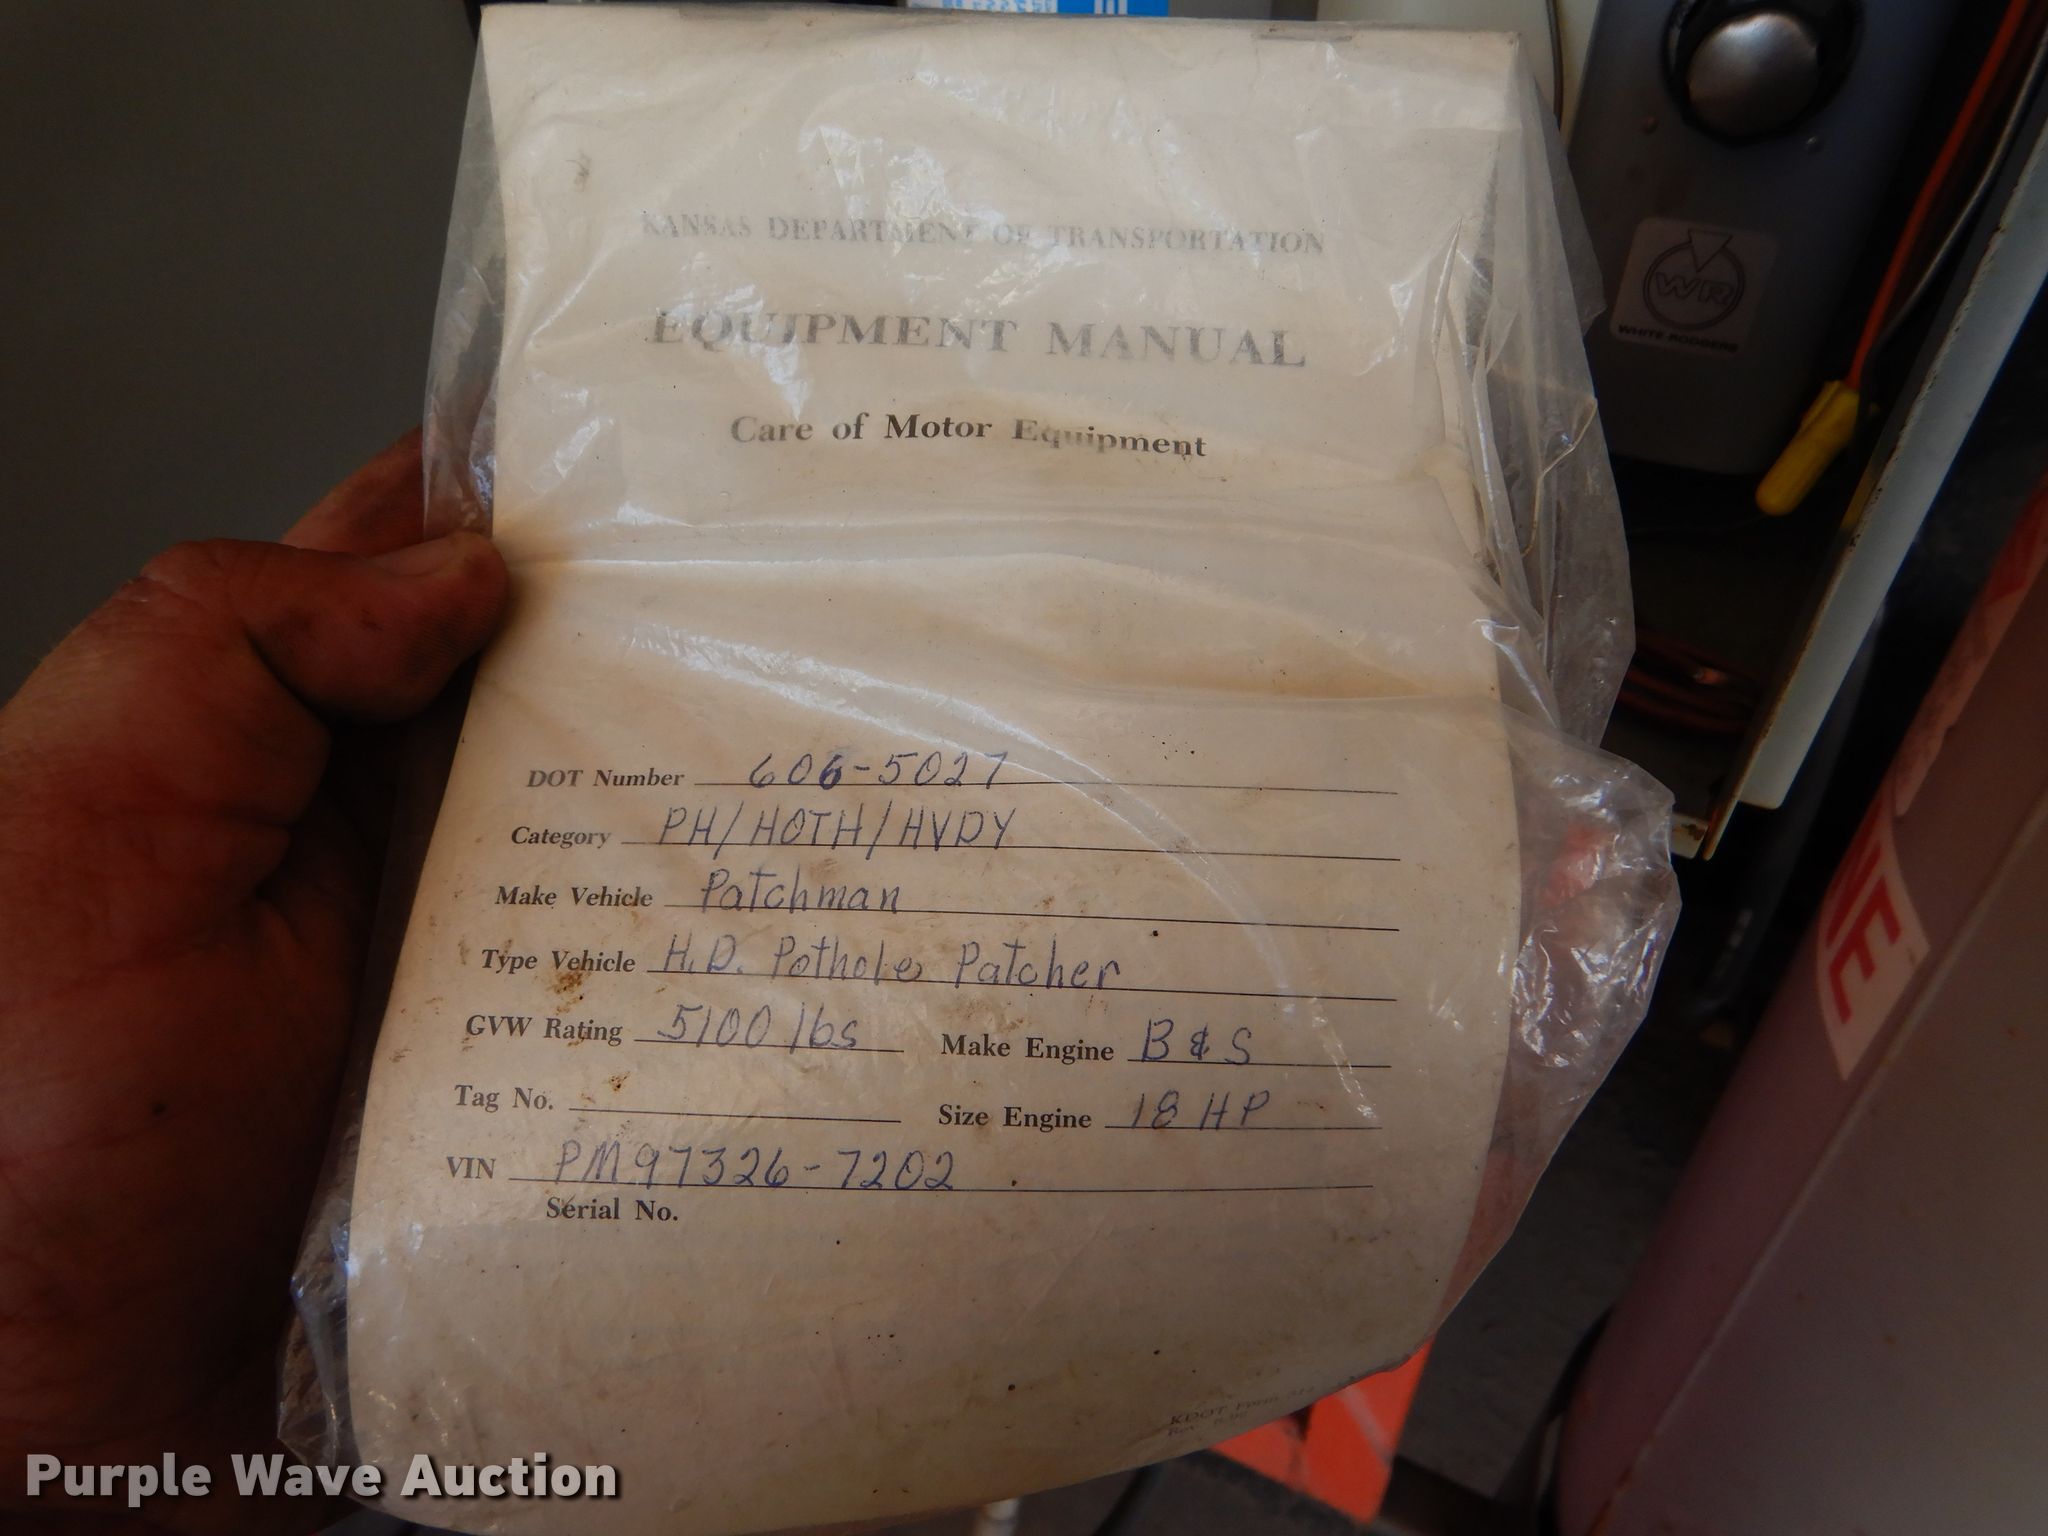 KANSAS DEPARTMENT OF TRANSPORTATION
EQUIPMENT MANUAL
Care of Motor Equipment
DOT Number 606-5027
Category PH/HOTH/HVDY
Make Vehicle Patchman
Type Vehicle H.D. Pothole Patcher
GVW Rating 5100 lbs Make Engine B & S
Tag No. Size Engine 18 HP
VIN PM97326-7202
Serial No.
KDOT Form
WR
WHITE-RODGERS
Purple Wave Auction